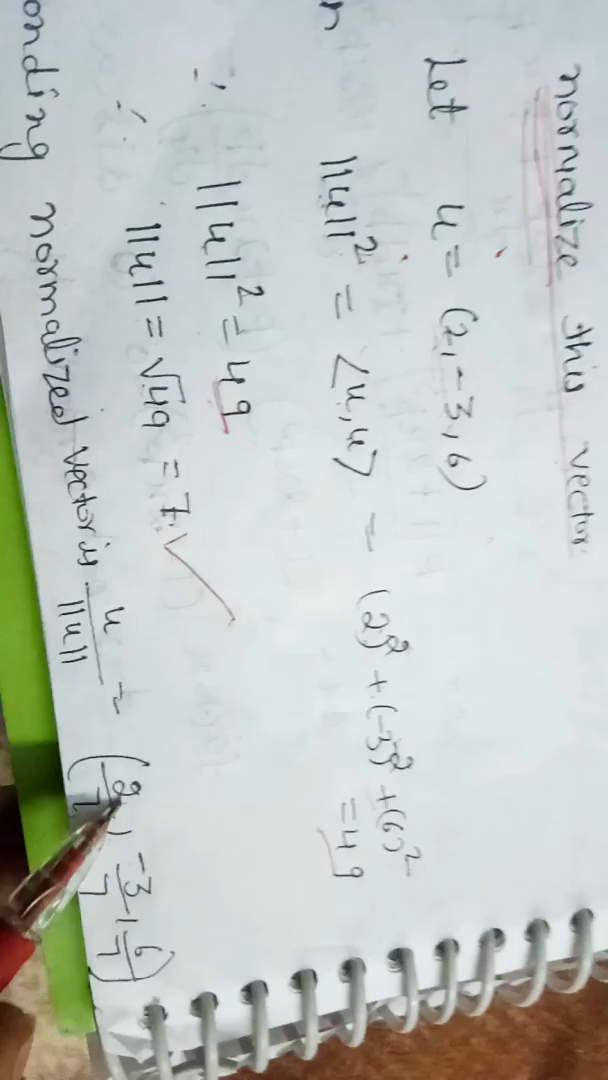 normalize this vector
Let u = (2, -3, 6)
n ||u||² = <u, u> = (2)² + (-3)² + (6)²
= 49
∴ ||u||² = 49
∴ ||u|| = √49 = 7.
onding normalized vector is u/||u|| = (2/7, -3/7, 6/7)